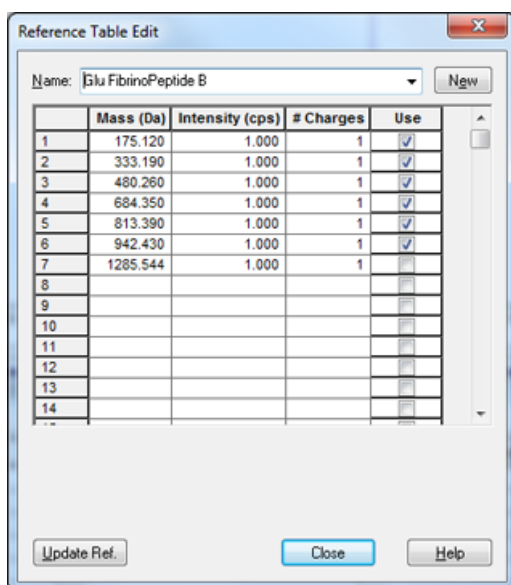 Reference Table Edit
Name: Glu FibrinoPeptide B New
Mass (Da) Intensity (cps) # Charges Use
1 175.120 1.000 1
2 333.190 1.000 1
3 480.260 1.000 1
4 684.350 1.000 1
5 813.390 1.000 1
6 942.430 1.000 1
7 1285.544 1.000 1
8
9
10
11
12
13
14
Update Ref. Close Help